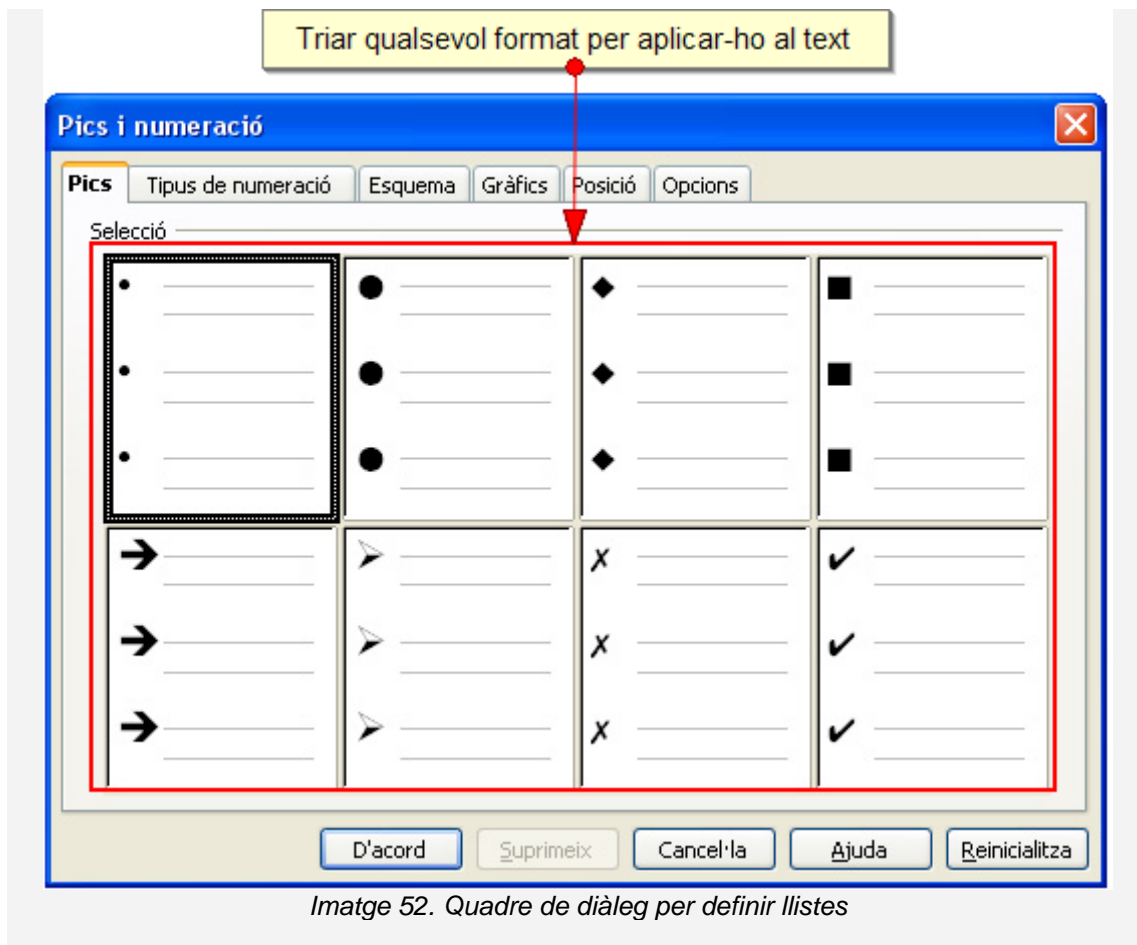 Triar qualsevol format per aplicar-ho al text
Pics i numeració
Pics Tipus de numeració Esquema Gràfics Posició Opcions
Selecció
D'acord Suprimeix Cancel·la Ajuda Reinicialitza
Imatge 52. Quadre de diàleg per definir llistes